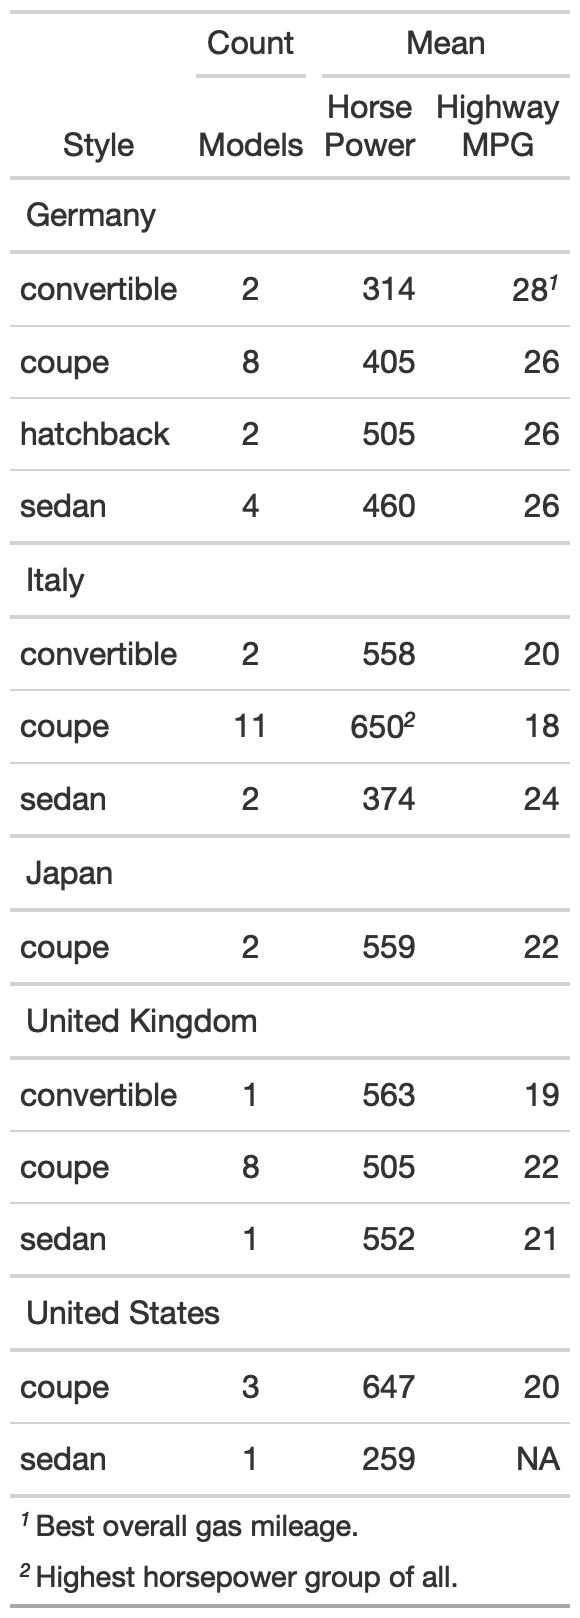 Count Mean
Style Models Horse Power Highway MPG
Germany
convertible 2 314 28¹
coupe 8 405 26
hatchback 2 505 26
sedan 4 460 26
Italy
convertible 2 558 20
coupe 11 650² 18
sedan 2 374 24
Japan
coupe 2 559 22
United Kingdom
convertible 1 563 19
coupe 8 505 22
sedan 1 552 21
United States
coupe 3 647 20
sedan 1 259 NA
¹ Best overall gas mileage.
² Highest horsepower group of all.